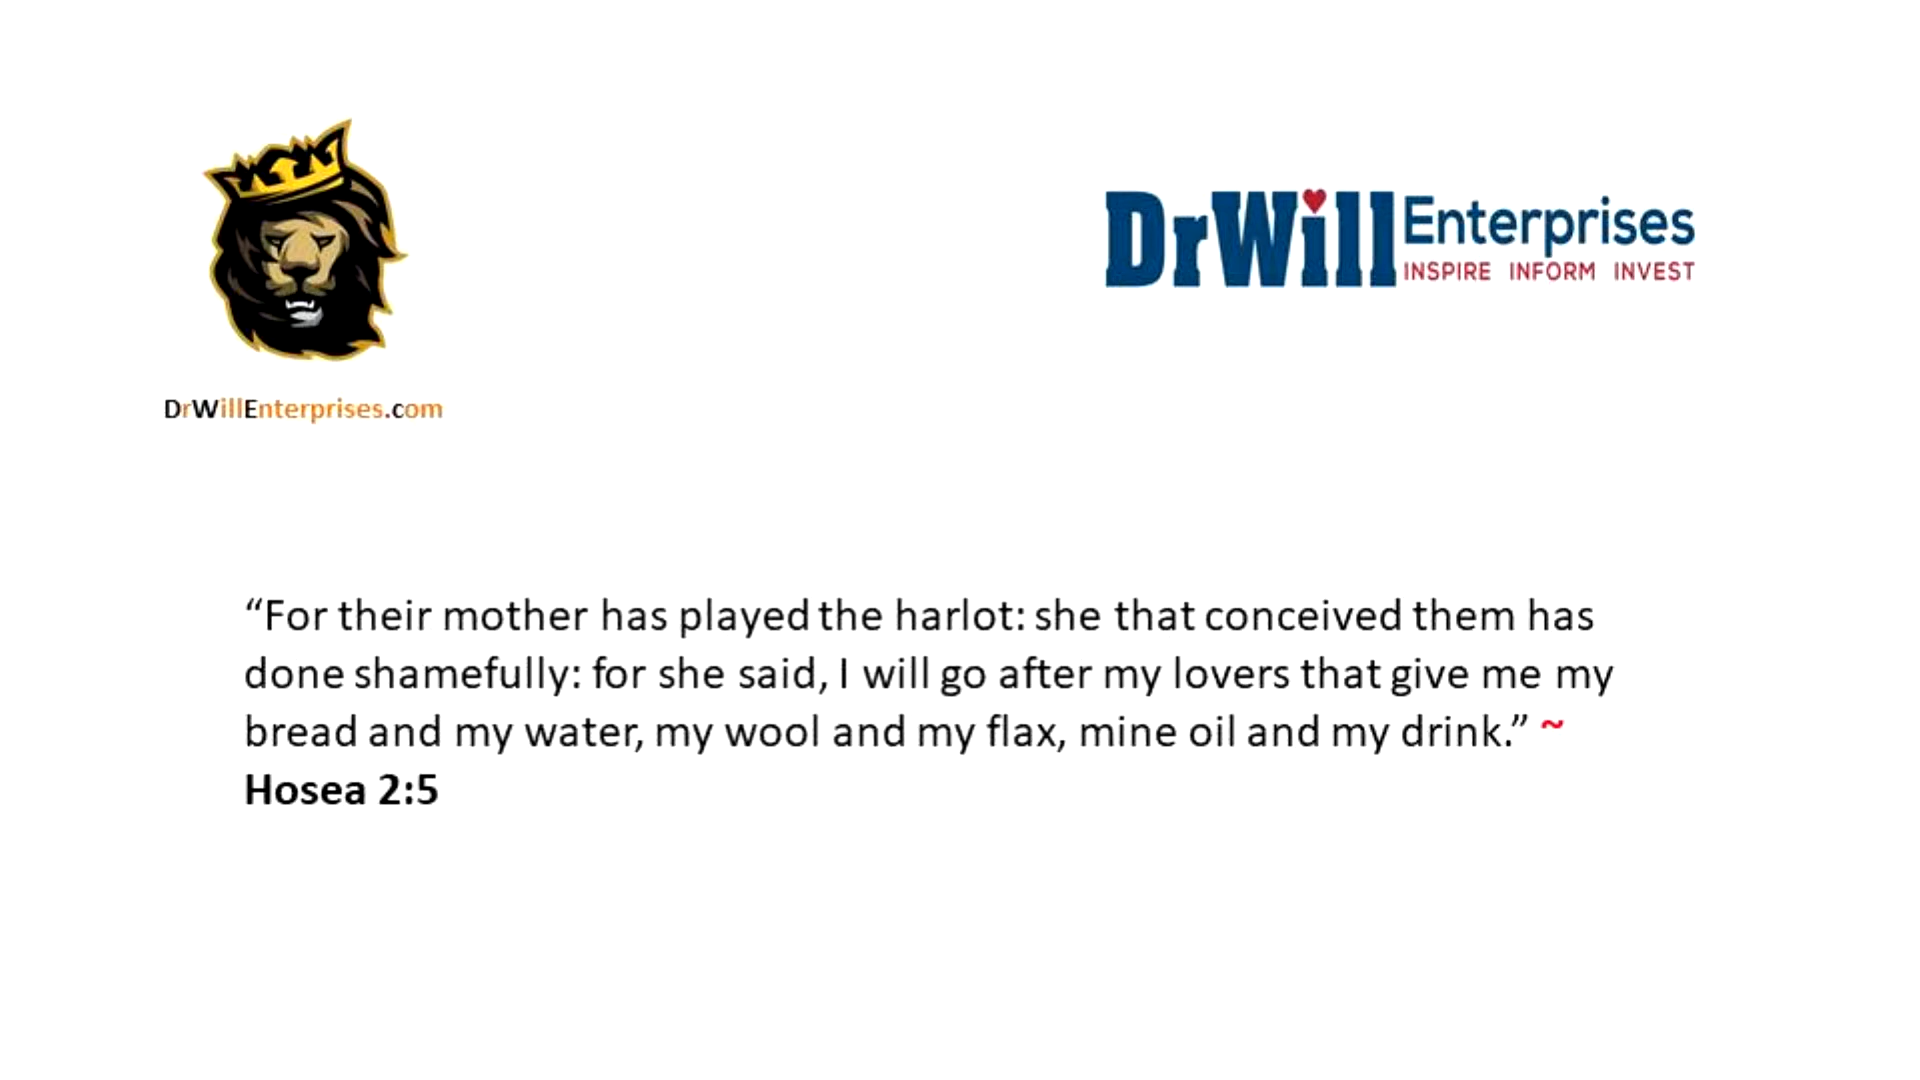 DrWill Enterprises
INSPIRE INFORM INVEST
DrWillEnterprises.com
“For their mother has played the harlot: she that conceived them has
done shamefully: for she said, I will go after my lovers that give me my
bread and my water, my wool and my flax, mine oil and my drink.” ~
Hosea 2:5